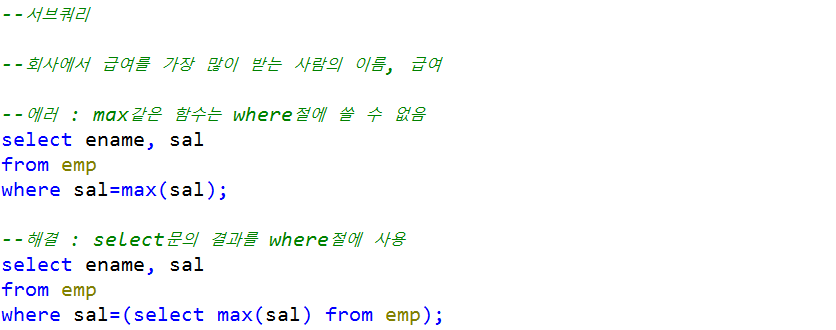 --서브쿼리
--회사에서 급여를 가장 많이 받는 사람의 이름, 급여
--에러 : max같은 함수는 where절에 쓸 수 없음
select ename, sal
from emp
where sal=max(sal);
--해결 : select문의 결과를 where절에 사용
select ename, sal
from emp
where sal=(select max(sal) from emp);